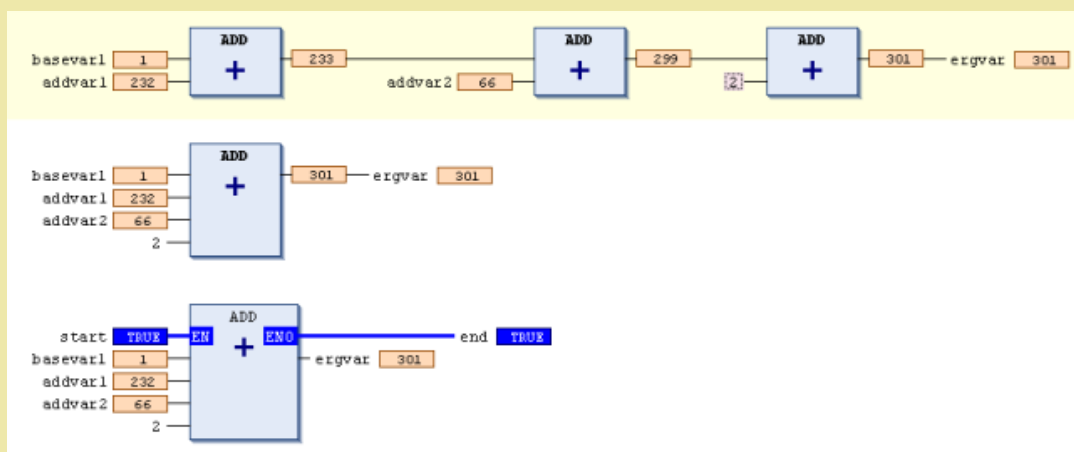 ADD ADD ADD
basevar1 1 + 233 + 299 + 301 ergvar 301
addvar1 232 addvar2 66 2
ADD
basevar1 1 + 301 ergvar 301
addvar1 232
addvar2 66
2
ADD
start TRUE EN + ENO end TRUE
basevar1 1 ergvar 301
addvar1 232
addvar2 66
2